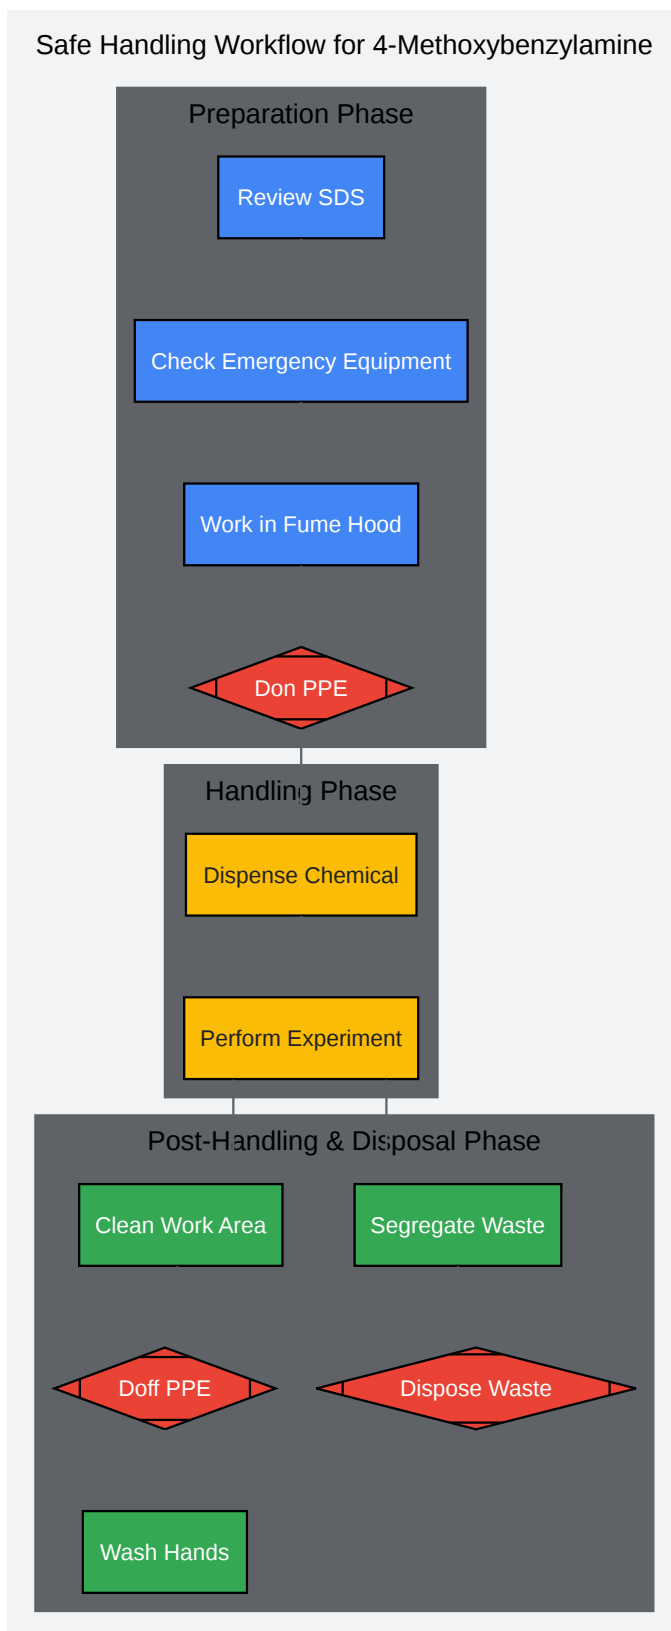 Safe Handling Workflow for 4-Methoxybenzylamine
Preparation Phase
Review SDS
Check Emergency Equipment
Work in Fume Hood
Don PPE
Handling Phase
Dispense Chemical
Perform Experiment
Post-Handling & Disposal Phase
Clean Work Area
Segregate Waste
Doff PPE
Dispose Waste
Wash Hands